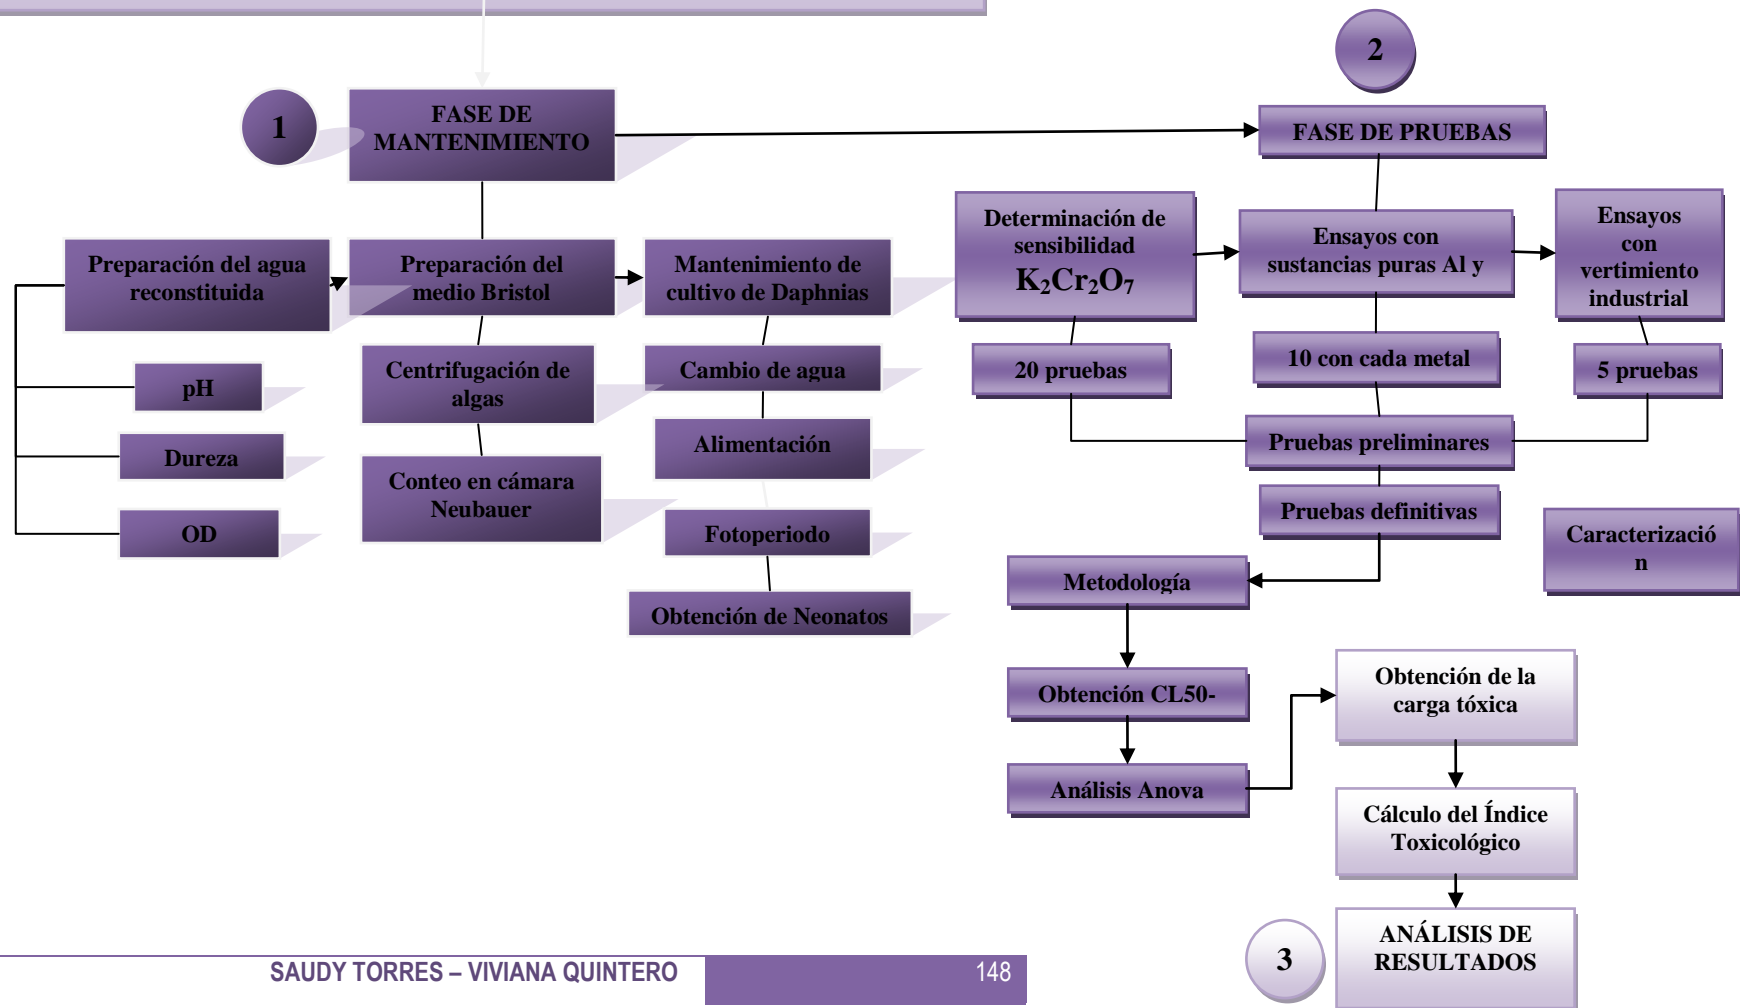 1
FASE DE
MANTENIMIENTO
Preparación del agua
reconstituida
pH
Dureza
OD
Preparación del
medio Bristol
Centrifugación de
algas
Conteo en cámara
Neubauer
Mantenimiento de
cultivo de Daphnias
Cambio de agua
Alimentación
Fotoperiodo
Obtención de Neonatos
2
FASE DE PRUEBAS
Determinación de
sensibilidad
K₂Cr₂O₇
20 pruebas
Ensayos con
sustancias puras Al y
10 con cada metal
Ensayos
con
vertimiento
industrial
5 pruebas
Pruebas preliminares
Pruebas definitivas
Caracterizació
n
Metodología
Obtención CL50-
Análisis Anova
Obtención de la
carga tóxica
Cálculo del Índice
Toxicológico
3
ANÁLISIS DE
RESULTADOS
SAUDY TORRES – VIVIANA QUINTERO 148